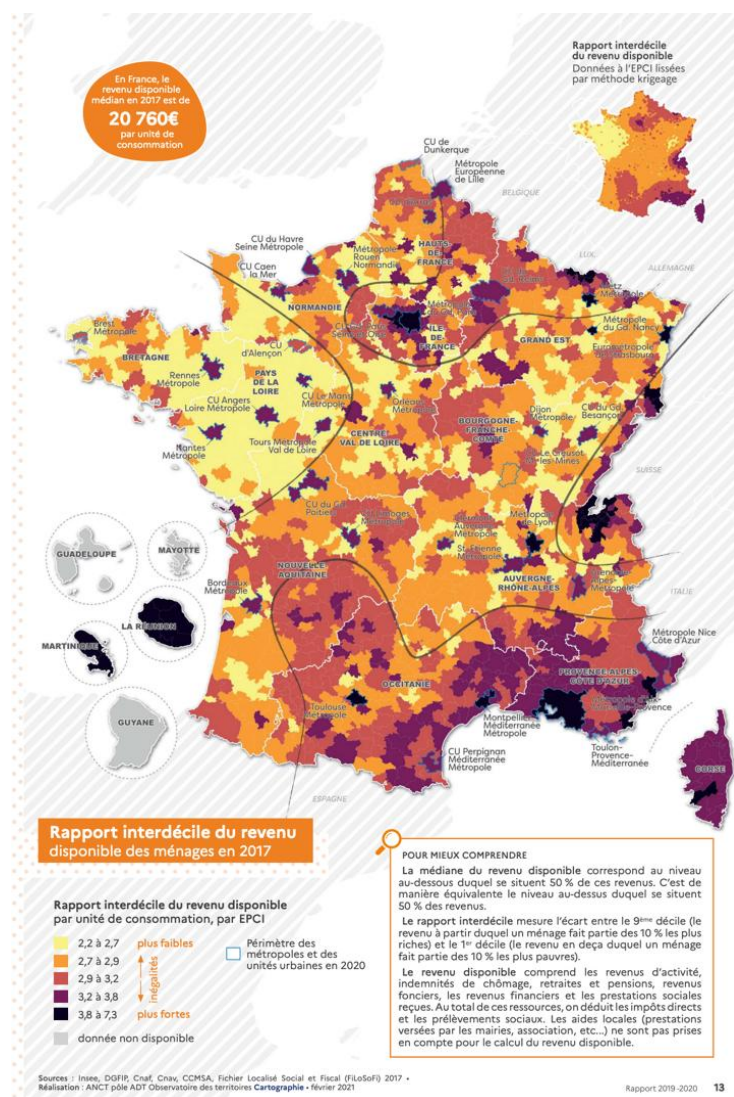 En France, le
revenu disponible
médian en 2017 est de
20 760€
par unité de
consommation
Rapport interdécile
du revenu disponible
Données à l'EPCI lissées
par méthode krigeage
CU de
Dunkerque
Métropole
Européenne
de Lille
BELGIQUE
CU du Havre
Seine Métropole
Métropole
Rouen
Normandie
HAUTS-
DE-
FRANCE
LUX.
ALLEMAGNE
CU Caen
la Mer
Metz
Métropole
NORMANDIE
Métropole
du Gd. Nancy
Brest
Métropole
CU
d'Alençon
ILE
DE-
FRANCE
GRAND EST
Eurométropole
BRETAGNE
Rennes
Métropole
PAYS
DE LA
LOIRE
CU Angers
Loire Métropole
CU Le Mans
Métropole
Orléans
Métropole
Dijon
Métropole
CU du Gd.
Besançon
BOURGOGNE-
FRANCHE-
COMTÉ
CENTRE-
VAL DE LOIRE
Nantes
Métropole
Tours Métropole
Val de Loire
Le Creusot
les-Mines
SUISSE
CU du Gd.
Poitiers
Métropole
Métropole
de Lyon
GUADELOUPE
MAYOTTE
St-Étienne
Métropole
NOUVELLE-
AQUITAINE
AUVERGNE-
RHÔNE-ALPES
Alpes-
Métropole
Bordeaux
Métropole
ITALIE
LA RÉUNION
MARTINIQUE
Métropole Nice
Côte d'Azur
PROVENCE-ALPES-
CÔTE D'AZUR
OCCITANIE
GUYANE
Toulouse
Métropole
Montpellier
Méditerranée
Métropole
Toulon-
Provence-
Méditerranée
CU Perpignan
Méditerranée
Métropole
CORSE
ESPAGNE
Rapport interdécile du revenu
disponible des ménages en 2017
POUR MIEUX COMPRENDRE
La médiane du revenu disponible correspond au niveau
au-dessous duquel se situent 50 % de ces revenus. C'est de
manière équivalente le niveau au-dessus duquel se situent
50 % des revenus.
Le rapport interdécile mesure l'écart entre le 9ème décile (le
revenu à partir duquel un ménage fait partie des 10 % les plus
riches) et le 1er décile (le revenu en deça duquel un ménage
fait partie des 10 % les plus pauvres).
Le revenu disponible comprend les revenus d'activité,
indemnités de chômage, retraites et pensions, revenus
fonciers, les revenus financiers et les prestations sociales
reçues. Au total de ces ressources, on déduit les impôts directs
et les prélèvements sociaux. Les aides locales (prestations
versées par les mairies, association, etc...) ne sont pas prises
en compte pour le calcul du revenu disponible.
Rapport interdécile du revenu disponible
par unité de consommation, par EPCI
2,2 à 2,7 plus faibles
2,7 à 2,9
2,9 à 3,2
3,2 à 3,8
3,8 à 7,3 plus fortes
inégalités
donnée non disponible
Périmètre des
métropoles et des
unités urbaines en 2020
Sources : Insee, DGFIP, Cnaf, Cnav, CCMSA, Fichier Localisé Social et Fiscal (FiLoSoFi) 2017 •
Réalisation : ANCT pôle ADT Observatoire des territoires Cartographie • février 2021
Rapport 2019-2020 13